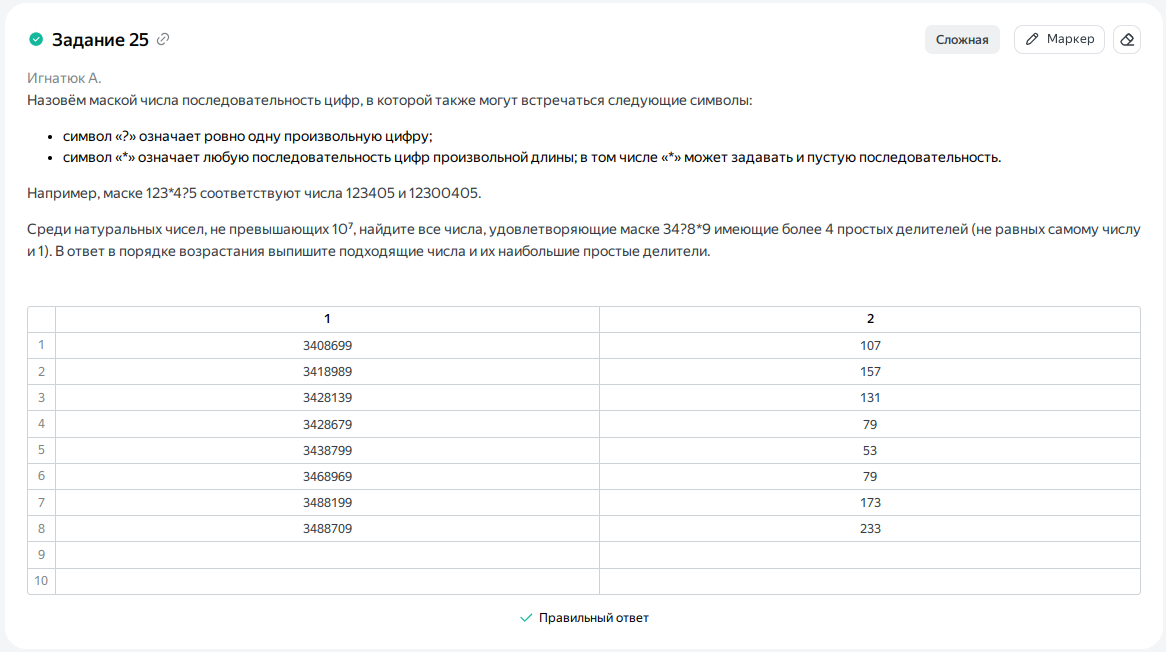 Задание 25
Сложная
Маркер
Игнатюк А.
Назовём маской числа последовательность цифр, в которой также могут встречаться следующие символы:
• символ «?» означает ровно одну произвольную цифру;
• символ «*» означает любую последовательность цифр произвольной длины; в том числе «*» может задавать и пустую последовательность.
Например, маске 123*4?5 соответствуют числа 123405 и 12300405.
Среди натуральных чисел, не превышающих 10⁷, найдите все числа, удовлетворяющие маске 34?8*9 имеющие более 4 простых делителей (не равных самому числу
и 1). В ответ в порядке возрастания выпишите подходящие числа и их наибольшие простые делители.
1 2
1 3408699 107
2 3418989 157
3 3428139 131
4 3428679 79
5 3438799 53
6 3468969 79
7 3488199 173
8 3488709 233
9
10
Правильный ответ